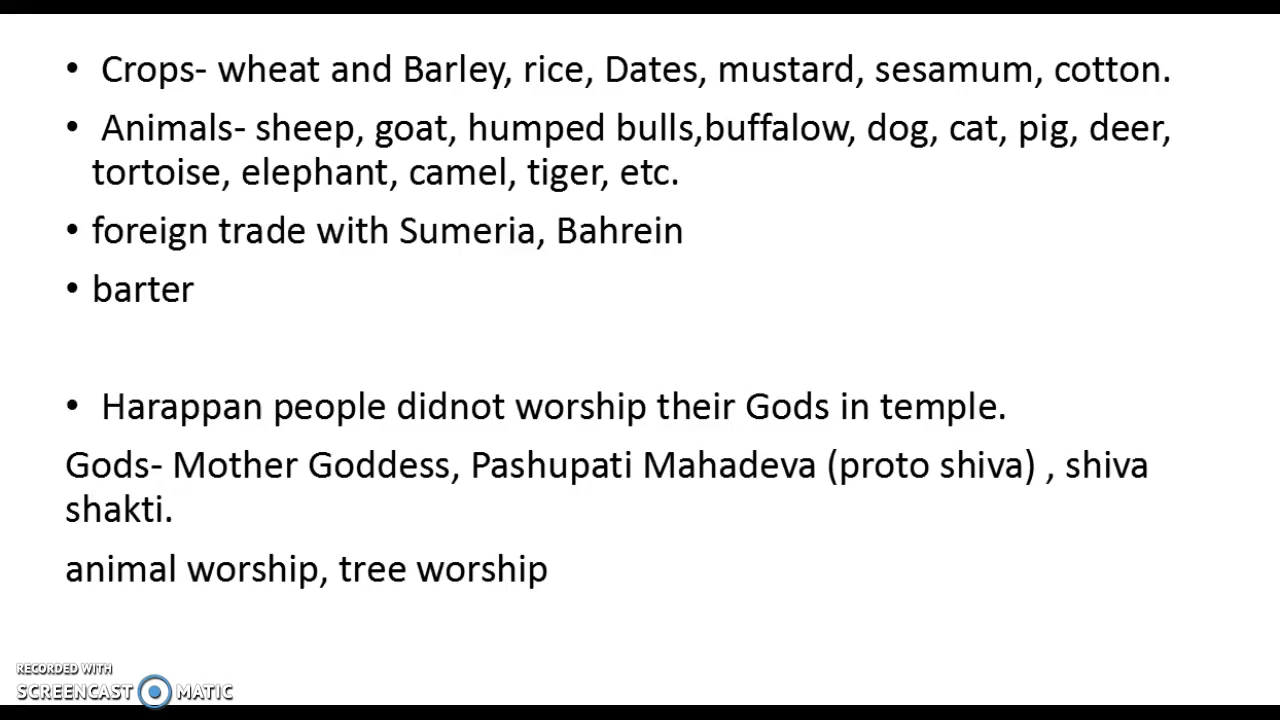 • Crops- wheat and Barley, rice, Dates, mustard, sesamum, cotton.
• Animals- sheep, goat, humped bulls,buffalow, dog, cat, pig, deer,
tortoise, elephant, camel, tiger, etc.
• foreign trade with Sumeria, Bahrein
• barter
• Harappan people didnot worship their Gods in temple.
Gods- Mother Goddess, Pashupati Mahadeva (proto shiva) , shiva
shakti.
animal worship, tree worship
RECORDED WITH
SCREENCAST MATIC